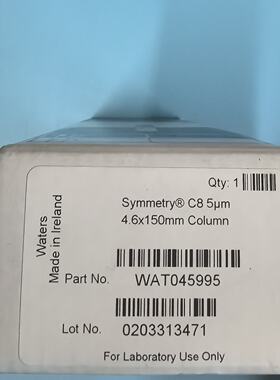 Qty: 1
Symmetry® C8 5µm
4.6x150mm Column
Waters
Made in Ireland
Part No. WAT045995
Lot No. 0203313471
For Laboratory Use Only